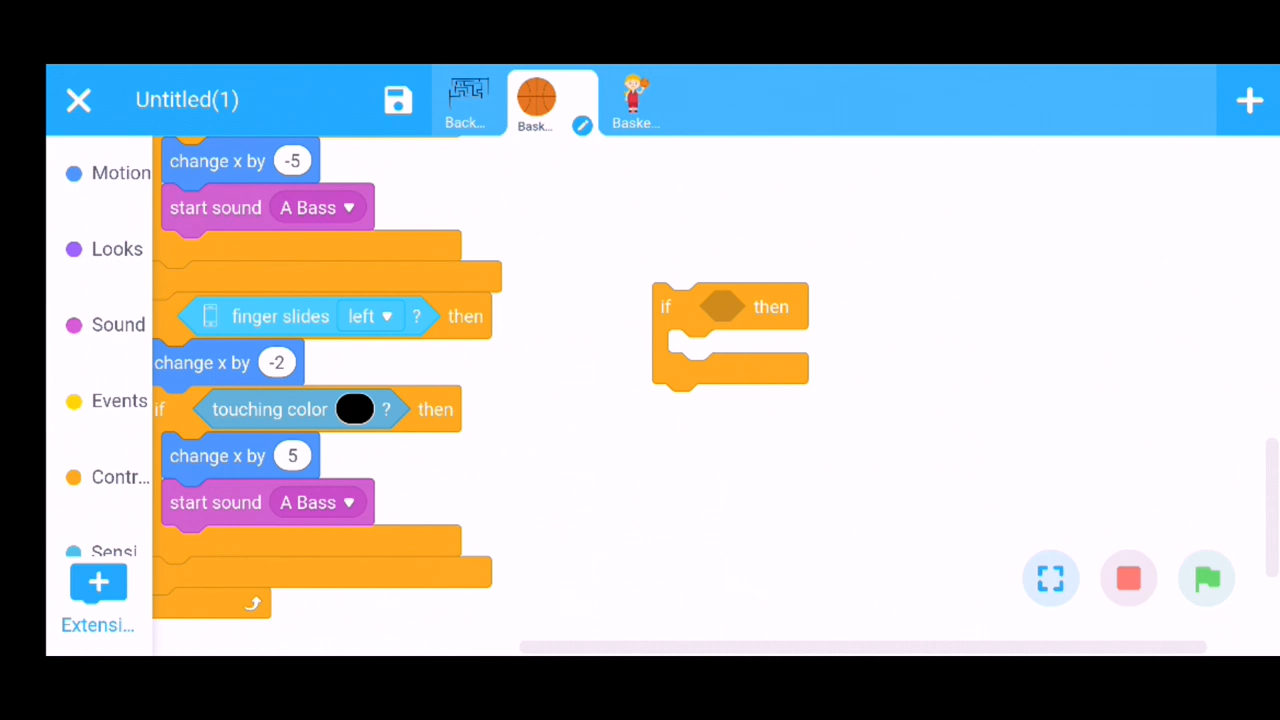 Untitled(1)
Back...
Bask...
Baske...
Motion
Looks
Sound
Events
Contr...
Sensi
Extensi...
change x by -5
start sound A Bass
finger slides left ? then
change x by -2
if touching color ? then
change x by 5
start sound A Bass
if then